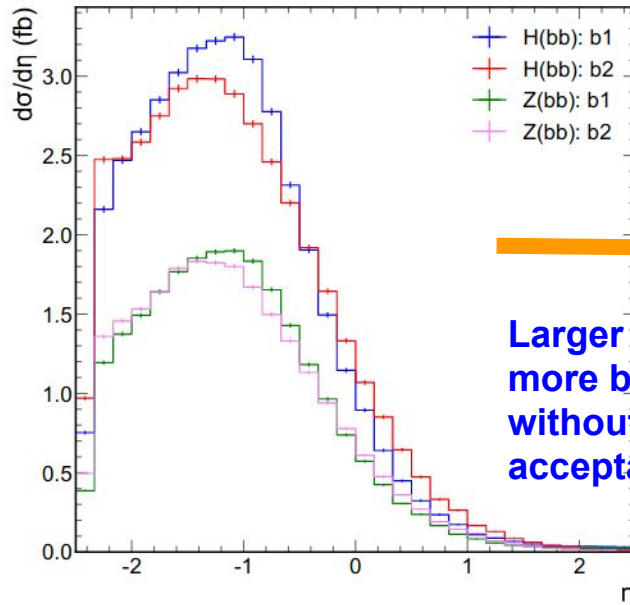 dσ/dη (fb)
H(bb): b1
H(bb): b2
Z(bb): b1
Z(bb): b2
3.0
2.5
2.0
1.5
1.0
0.5
0.0
-2 -1 0 1 2
Larger
more b
without
accepta